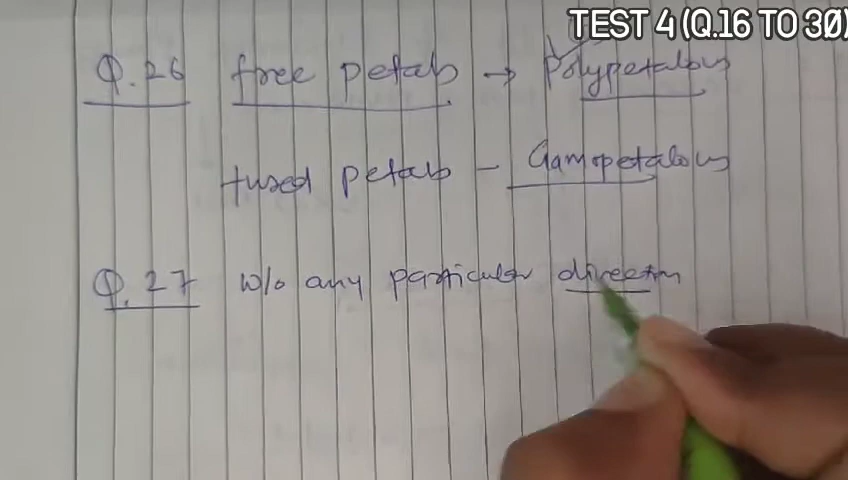 TEST 4 (Q.16 TO 30)
Q.26 free petals → Polypetalous
fused petals - Gamopetalous
Q.27 w/o any particular direction